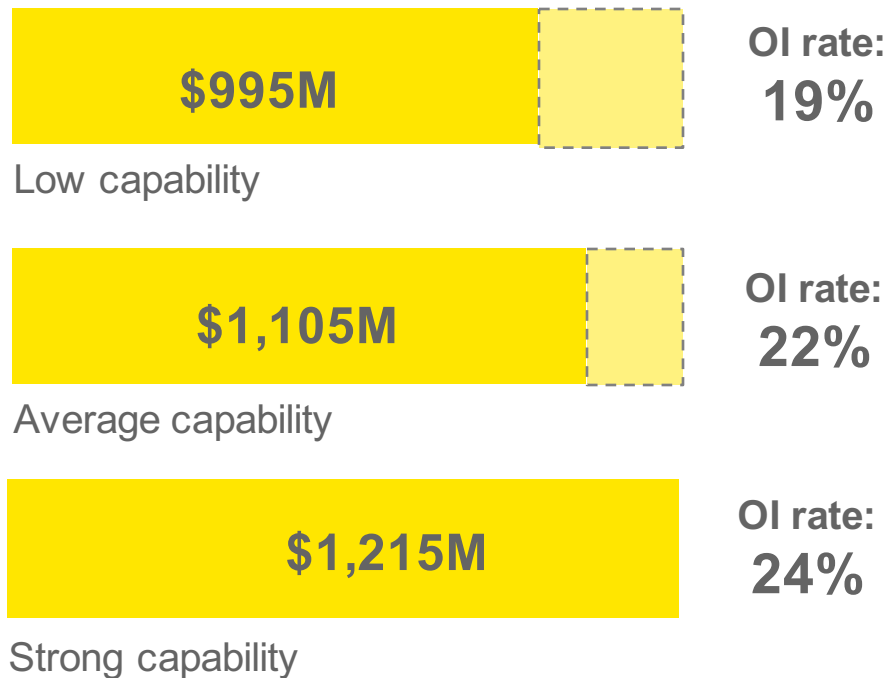 $995M
OI rate:
19%
Low capability
$1,105M
OI rate:
22%
Average capability
$1,215M
OI rate:
24%
Strong capability